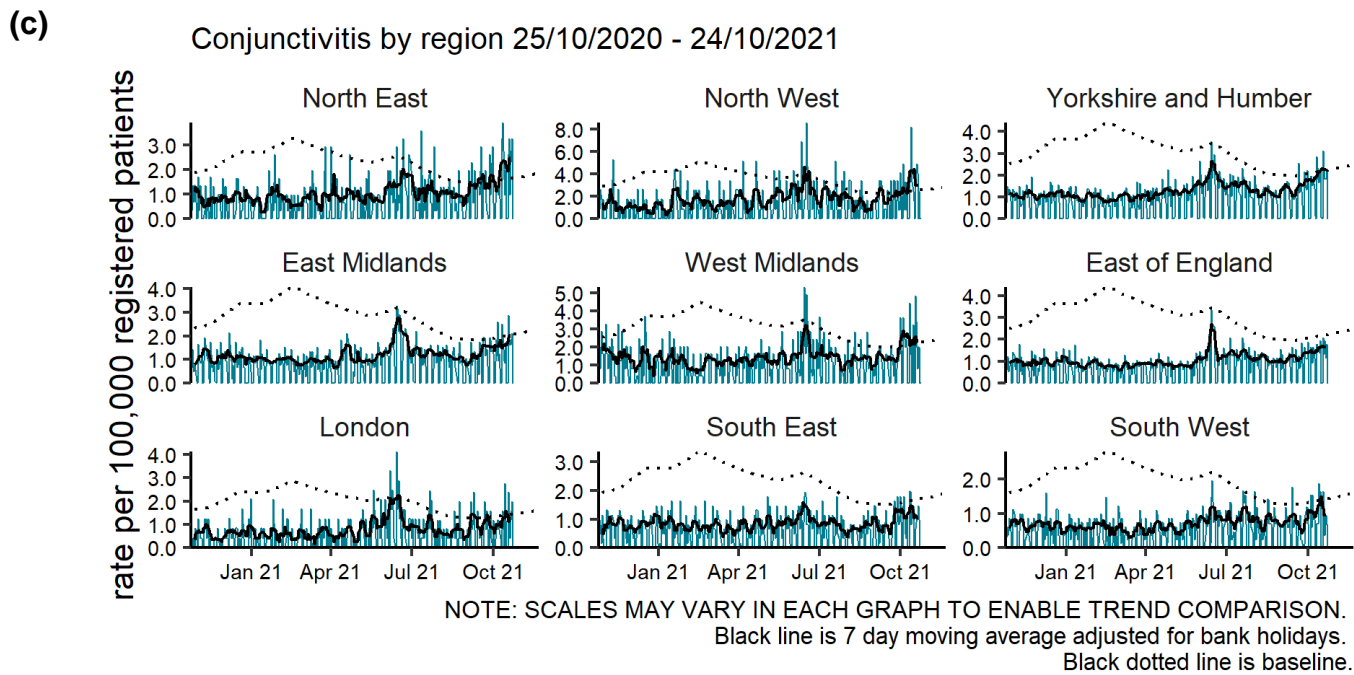 (c)
Conjunctivitis by region 25/10/2020 - 24/10/2021
rate per 100,000 registered patients
North East
3.0
2.0
1.0
0.0
North West
8.0
6.0
4.0
2.0
0.0
Yorkshire and Humber
4.0
3.0
2.0
1.0
0.0
East Midlands
4.0
3.0
2.0
1.0
0.0
West Midlands
5.0
4.0
3.0
2.0
1.0
0.0
East of England
4.0
3.0
2.0
1.0
0.0
London
4.0
3.0
2.0
1.0
0.0
Jan 21 Apr 21 Jul 21 Oct 21
South East
3.0
2.0
1.0
0.0
Jan 21 Apr 21 Jul 21 Oct 21
South West
2.0
1.0
0.0
Jan 21 Apr 21 Jul 21 Oct 21
NOTE: SCALES MAY VARY IN EACH GRAPH TO ENABLE TREND COMPARISON.
Black line is 7 day moving average adjusted for bank holidays.
Black dotted line is baseline.